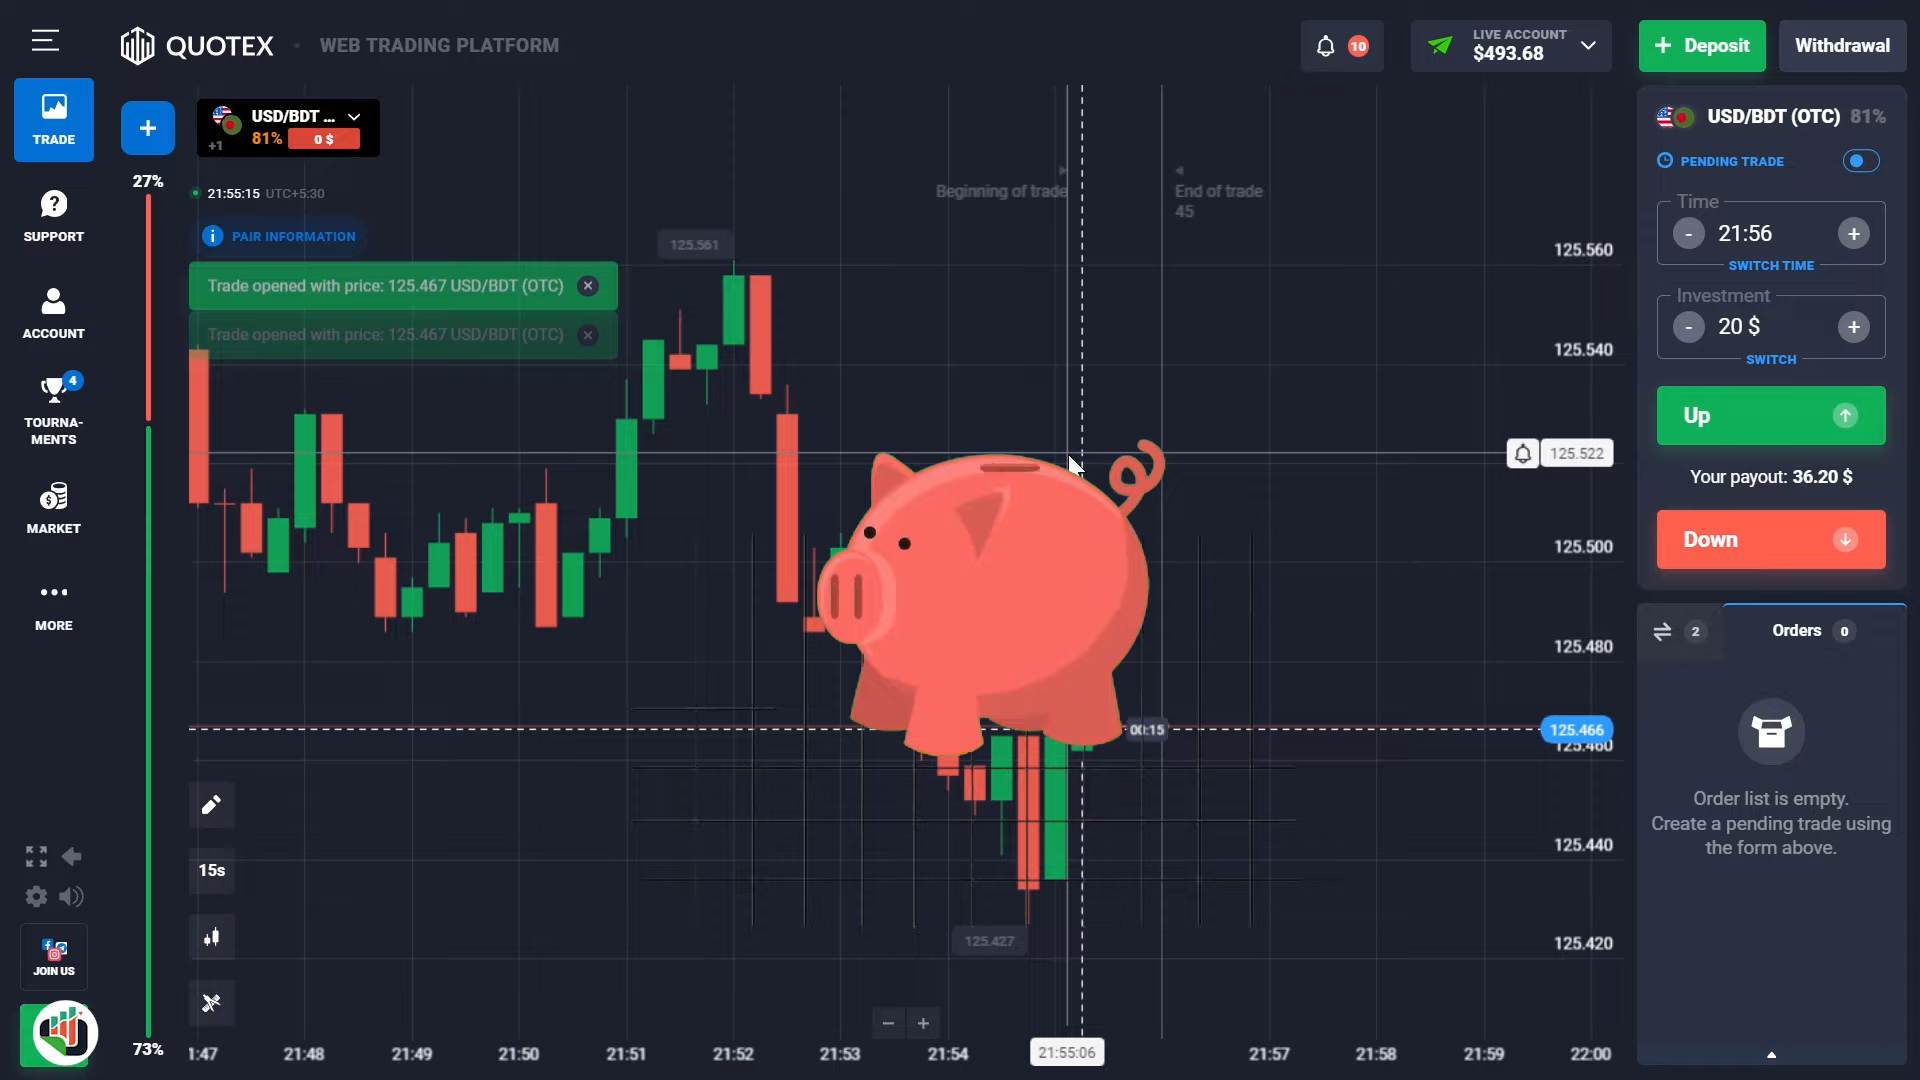 QUOTEX
WEB TRADING PLATFORM
10
LIVE ACCOUNT
$493.68
+ Deposit
Withdrawal
TRADE
+
USD/BDT ...
+1
81%
0 $
USD/BDT (OTC) 81%
PENDING TRADE
27%
21:55:15 UTC+5:30
Beginning of trade
End of trade
45
Time
- 21:56 +
SWITCH TIME
SUPPORT
i PAIR INFORMATION
125.561
125.560
Trade opened with price: 125.467 USD/BDT (OTC)
Trade opened with price: 125.467 USD/BDT (OTC)
Investment
- 20 $ +
SWITCH
ACCOUNT
125.540
4
TOURNA-
MENTS
Up
125.522
Your payout: 36.20 $
MARKET
125.500
Down
MORE
125.480
2
Orders 0
00:15
125.466
125.460
Order list is empty.
Create a pending trade using
the form above.
125.440
15s
125.427
125.420
JOIN US
73%
1:47
21:48
21:49
21:50
21:51
21:52
21:53
21:54
21:55:06
21:57
21:58
21:59
22:00